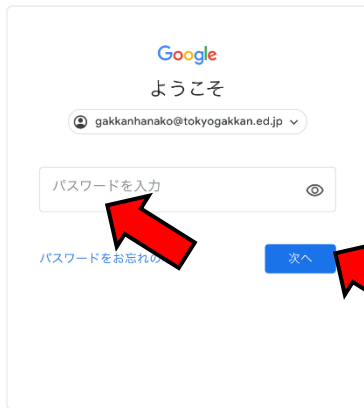 Google
ようこそ
gakkanhanako@tokyogakkan.ed.jp
パスワードを入力
パスワードをお忘れの
次へ